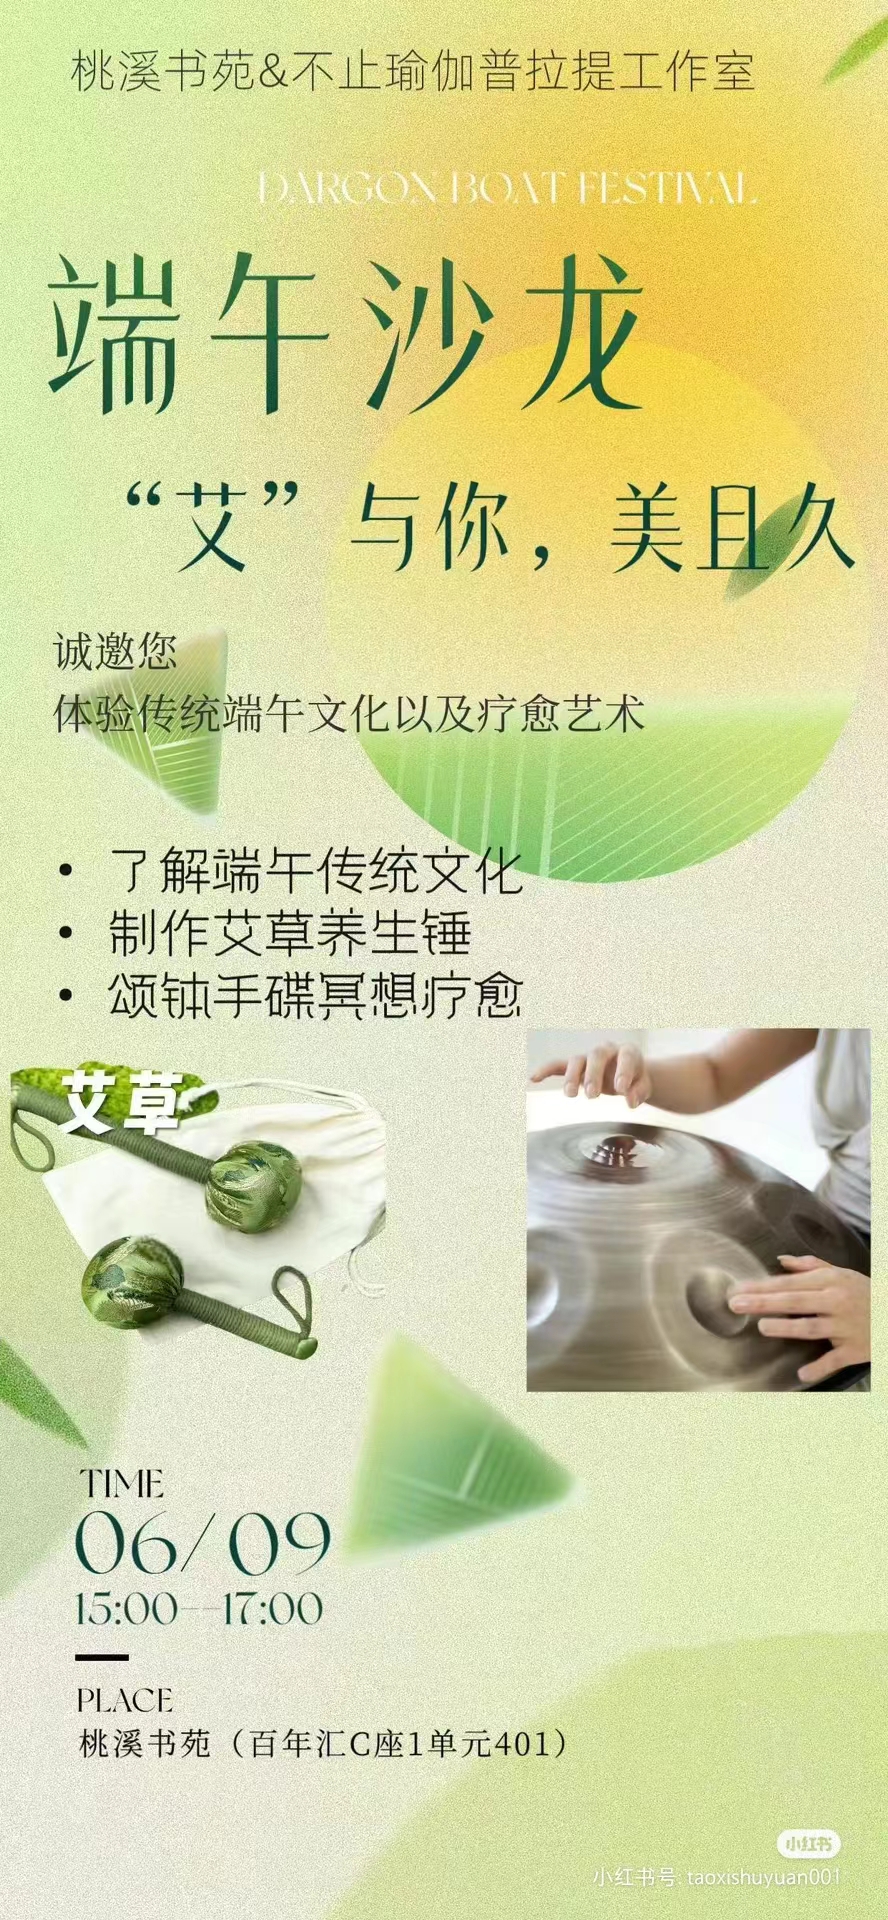 桃溪书苑&不止瑜伽普拉提工作室
DARGON BOAT FESTIVAL
端午沙龙
“艾”与你，美且久
诚邀您
体验传统端午文化以及疗愈艺术
• 了解端午传统文化
• 制作艾草养生锤
• 颂钵手碟冥想疗愈
艾草
TIME
06/09
15:00—17:00
PLACE
桃溪书苑（百年汇C座1单元401）
小红书
小红书号: taoxishuyuan001